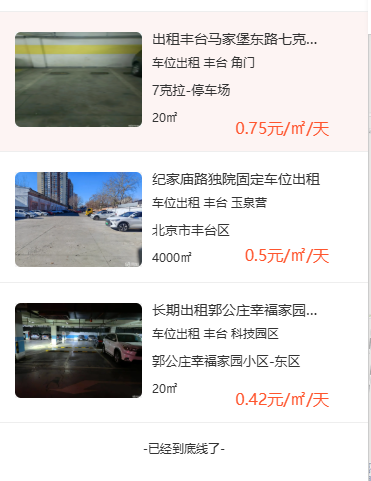 出租丰台马家堡东路七克...
车位出租 丰台 角门
7克拉-停车场
20㎡
0.75元/㎡/天
纪家庙路独院固定车位出租
车位出租 丰台 玉泉营
北京市丰台区
4000㎡
0.5元/㎡/天
长期出租郭公庄幸福家园...
车位出租 丰台 科技园区
郭公庄幸福家园小区-东区
20㎡
0.42元/㎡/天
-已经到底线了-